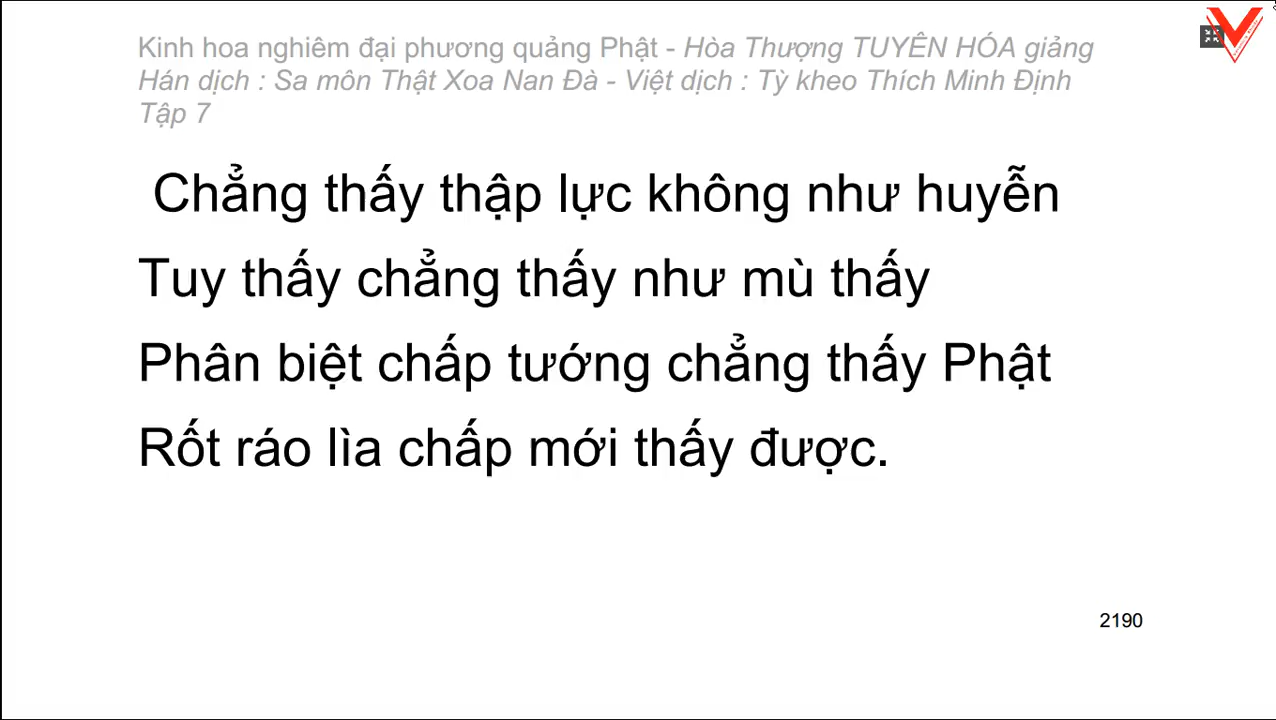 Kinh hoa nghiêm đại phương quảng Phật - Hòa Thượng TUYÊN HÓA giảng
Hán dịch : Sa môn Thật Xoa Nan Đà - Việt dịch : Tỳ kheo Thích Minh Định
Tập 7
Chẳng thấy thập lực không như huyễn
Tuy thấy chẳng thấy như mù thấy
Phân biệt chấp tướng chẳng thấy Phật
Rốt ráo lìa chấp mới thấy được.
2190